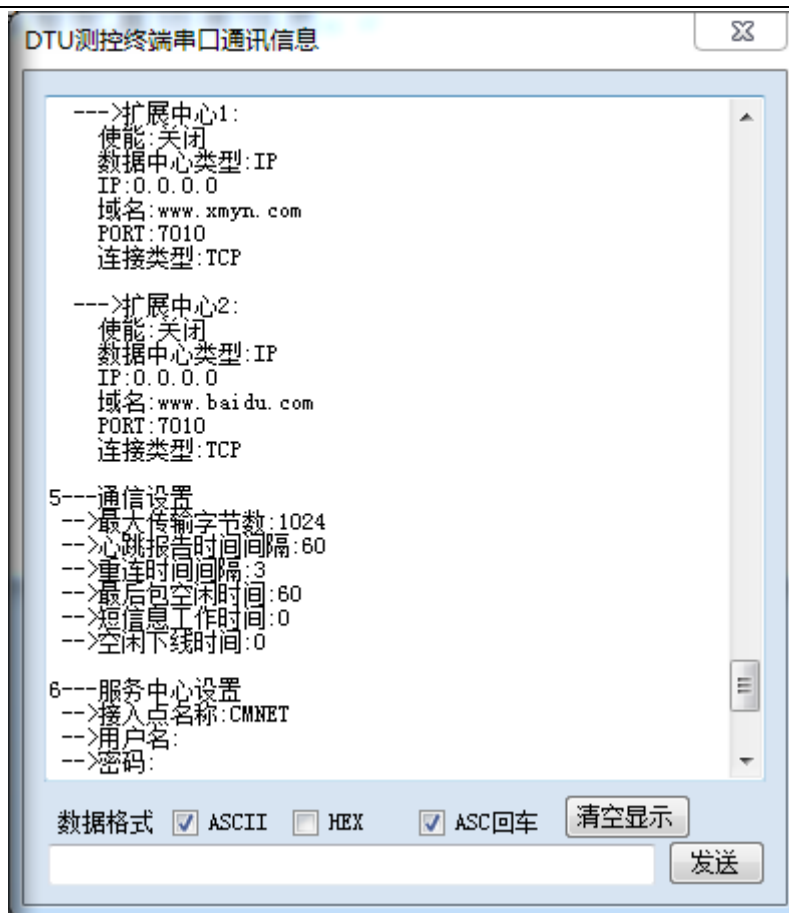 DTU测控终端串口通讯信息
--->扩展中心1:
使能:关闭
数据中心类型:IP
IP:0.0.0.0
域名:www.xmyn.com
PORT:7010
连接类型:TCP
--->扩展中心2:
使能:关闭
数据中心类型:IP
IP:0.0.0.0
域名:www.baidu.com
PORT:7010
连接类型:TCP
5---通信设置
-->最大传输字节数:1024
-->心跳报告时间间隔:60
-->重连时间间隔:3
-->最后包空闲时间:60
-->短信息工作时间:0
-->空闲下线时间:0
6---服务中心设置
-->接入点名称:CMNET
-->用户名:
-->密码:
数据格式 ASCII HEX ASC回车 清空显示
发送